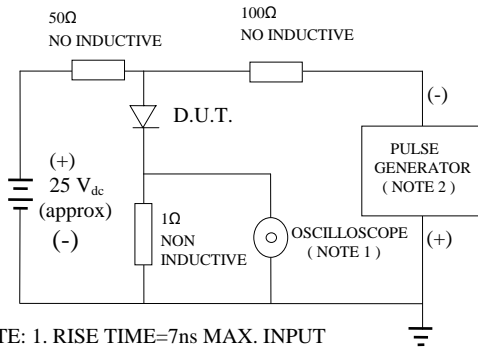 50Ω
NO INDUCTIVE
100Ω
NO INDUCTIVE
(-)
D.U.T.
PULSE
GENERATOR
( NOTE 2 )
(+)
25 Vdc
(approx)
(-)
1Ω
NON
INDUCTIVE
OSCILLOSCOPE
( NOTE 1 )
(+)
TE: 1. RISE TIME=7ns MAX. INPUT